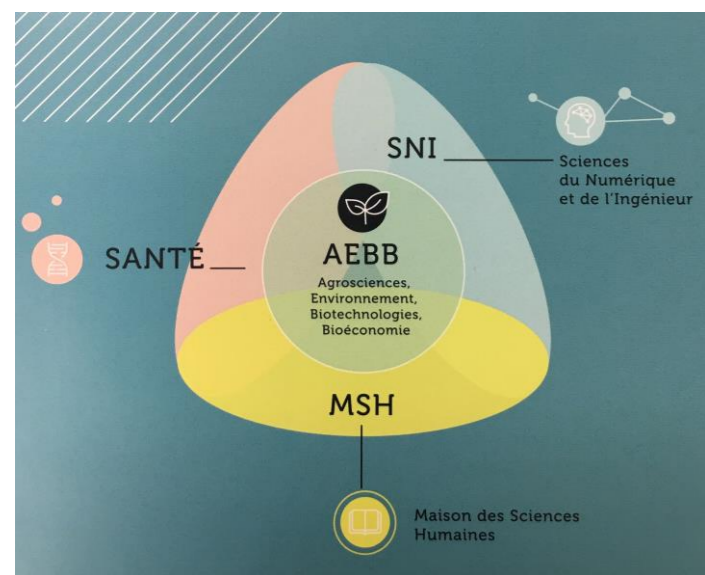 SNI
Sciences
du Numérique
et de l'Ingénieur
SANTÉ
AEBB
Agrosciences,
Environnement,
Biotechnologies,
Bioéconomie
MSH
Maison des Sciences
Humaines